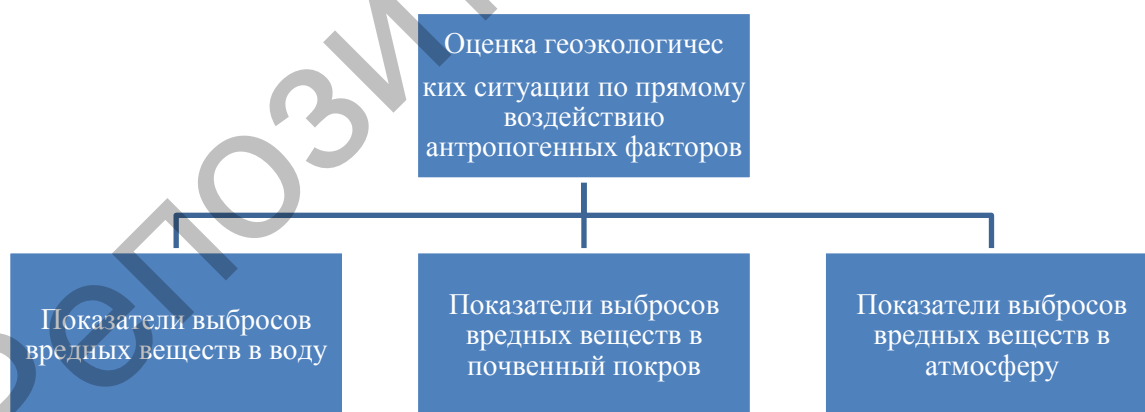 Оценка геоэкологичес
ких ситуации по прямому
воздействию
антропогенных факторов
Показатели выбросов
вредных веществ в воду
Показатели выбросов
вредных веществ в
почвенный покров
Показатели выбросов
вредных веществ в
атмосферу